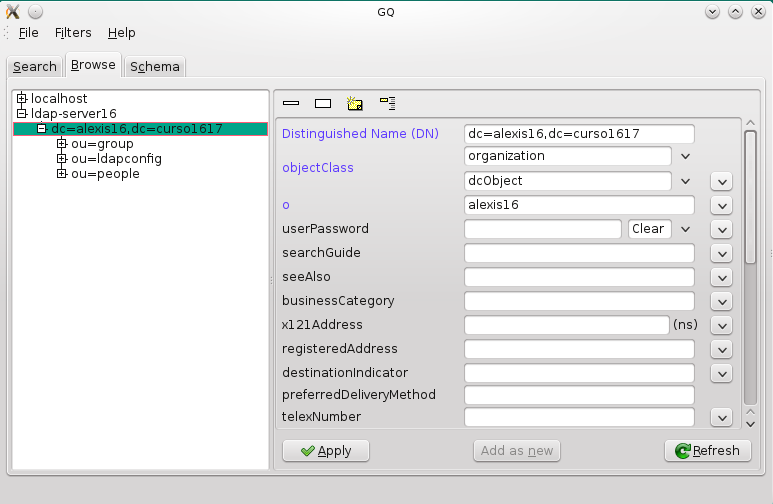 GQ
File Filters Help
Search Browse Schema
localhost
ldap-server16
dc=alexis16,dc=curso1617
ou=group
ou=ldapconfig
ou=people
Distinguished Name (DN) dc=alexis16,dc=curso1617
objectClass organization
dcObject
o alexis16
userPassword Clear
searchGuide
seeAlso
businessCategory
x121Address (ns)
registeredAddress
destinationIndicator
preferredDeliveryMethod
telexNumber
Apply Add as new Refresh